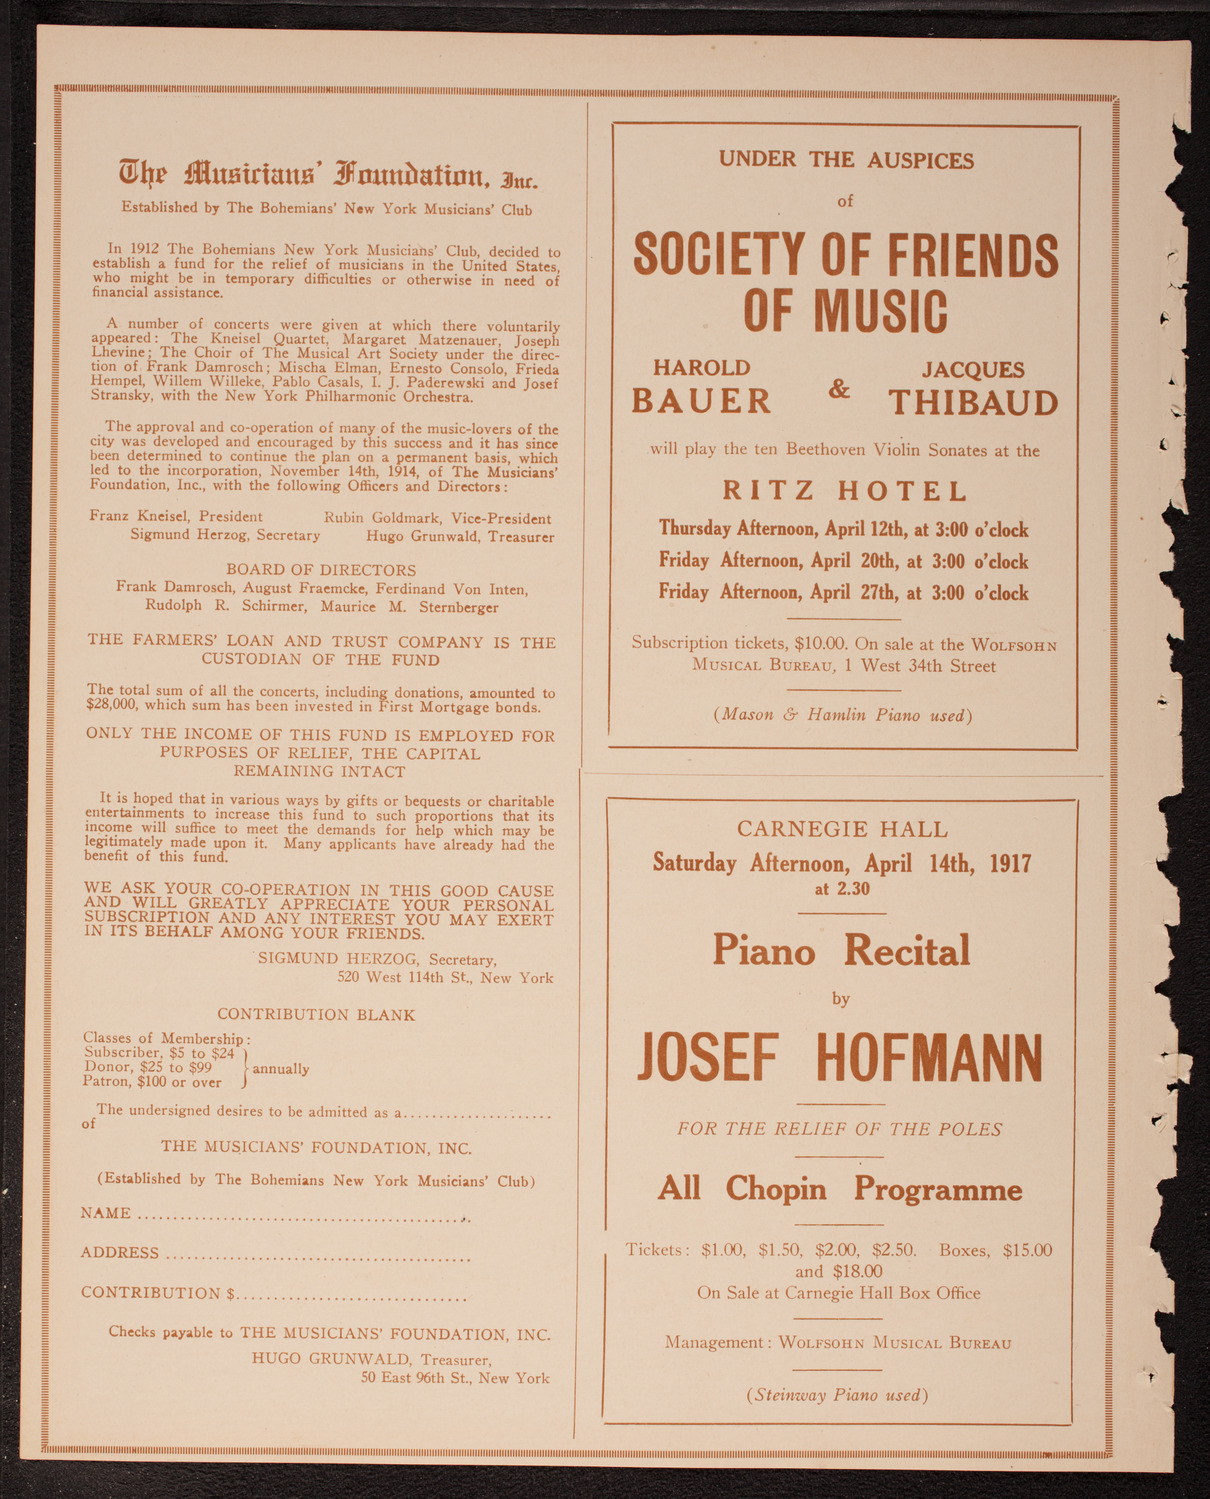 The Musicians' Foundation, Inc.
Established by The Bohemians' New York Musicians' Club
In 1912 The Bohemians New York Musicians' Club, decided to
establish a fund for the relief of musicians in the United States,
who might be in temporary difficulties or otherwise in need of
financial assistance.
A number of concerts were given at which there voluntarily
appeared: The Kneisel Quartet, Margaret Matzenauer, Joseph
Lhevine; The Choir of The Musical Art Society under the direc-
tion of Frank Damrosch; Mischa Elman, Ernesto Consolo, Frieda
Hempel, Willem Willeke, Pablo Casals, I. J. Paderewski and Josef
Stransky, with the New York Philharmonic Orchestra.
The approval and co-operation of many of the music-lovers of the
city was developed and encouraged by this success and it has since
been determined to continue the plan on a permanent basis, which
led to the incorporation, November 14th, 1914, of The Musicians'
Foundation, Inc., with the following Officers and Directors:
Franz Kneisel, President Rubin Goldmark, Vice-President
Sigmund Herzog, Secretary Hugo Grunwald, Treasurer
BOARD OF DIRECTORS
Frank Damrosch, August Fraemcke, Ferdinand Von Inten,
Rudolph R. Schirmer, Maurice M. Sternberger
THE FARMERS' LOAN AND TRUST COMPANY IS THE
CUSTODIAN OF THE FUND
The total sum of all the concerts, including donations, amounted to
$28,000, which sum has been invested in First Mortgage bonds.
ONLY THE INCOME OF THIS FUND IS EMPLOYED FOR
PURPOSES OF RELIEF, THE CAPITAL
REMAINING INTACT
It is hoped that in various ways by gifts or bequests or charitable
entertainments to increase this fund to such proportions that its
income will suffice to meet the demands for help which may be
legitimately made upon it. Many applicants have already had the
benefit of this fund.
WE ASK YOUR CO-OPERATION IN THIS GOOD CAUSE
AND WILL GREATLY APPRECIATE YOUR PERSONAL
SUBSCRIPTION AND ANY INTEREST YOU MAY EXERT
IN ITS BEHALF AMONG YOUR FRIENDS.
SIGMUND HERZOG, Secretary,
520 West 114th St., New York
CONTRIBUTION BLANK
Classes of Membership:
Subscriber, $5 to $24
Donor, $25 to $99 } annually
Patron, $100 or over
The undersigned desires to be admitted as a.....................
of
THE MUSICIANS' FOUNDATION, INC.
(Established by The Bohemians New York Musicians' Club)
NAME ...............................................
ADDRESS ...........................................
CONTRIBUTION $.................................
Checks payable to THE MUSICIANS' FOUNDATION, INC.
HUGO GRUNWALD, Treasurer,
50 East 96th St., New York
UNDER THE AUSPICES
of
SOCIETY OF FRIENDS
OF MUSIC
HAROLD JACQUES
BAUER & THIBAUD
will play the ten Beethoven Violin Sonates at the
RITZ HOTEL
Thursday Afternoon, April 12th, at 3:00 o'clock
Friday Afternoon, April 20th, at 3:00 o'clock
Friday Afternoon, April 27th, at 3:00 o'clock
Subscription tickets, $10.00. On sale at the WOLFSOHN
MUSICAL BUREAU, 1 West 34th Street
(Mason & Hamlin Piano used)
CARNEGIE HALL
Saturday Afternoon, April 14th, 1917
at 2.30
Piano Recital
by
JOSEF HOFMANN
FOR THE RELIEF OF THE POLES
All Chopin Programme
Tickets: $1.00, $1.50, $2.00, $2.50. Boxes, $15.00
and $18.00
On Sale at Carnegie Hall Box Office
Management: WOLFSOHN MUSICAL BUREAU
(Steinway Piano used)